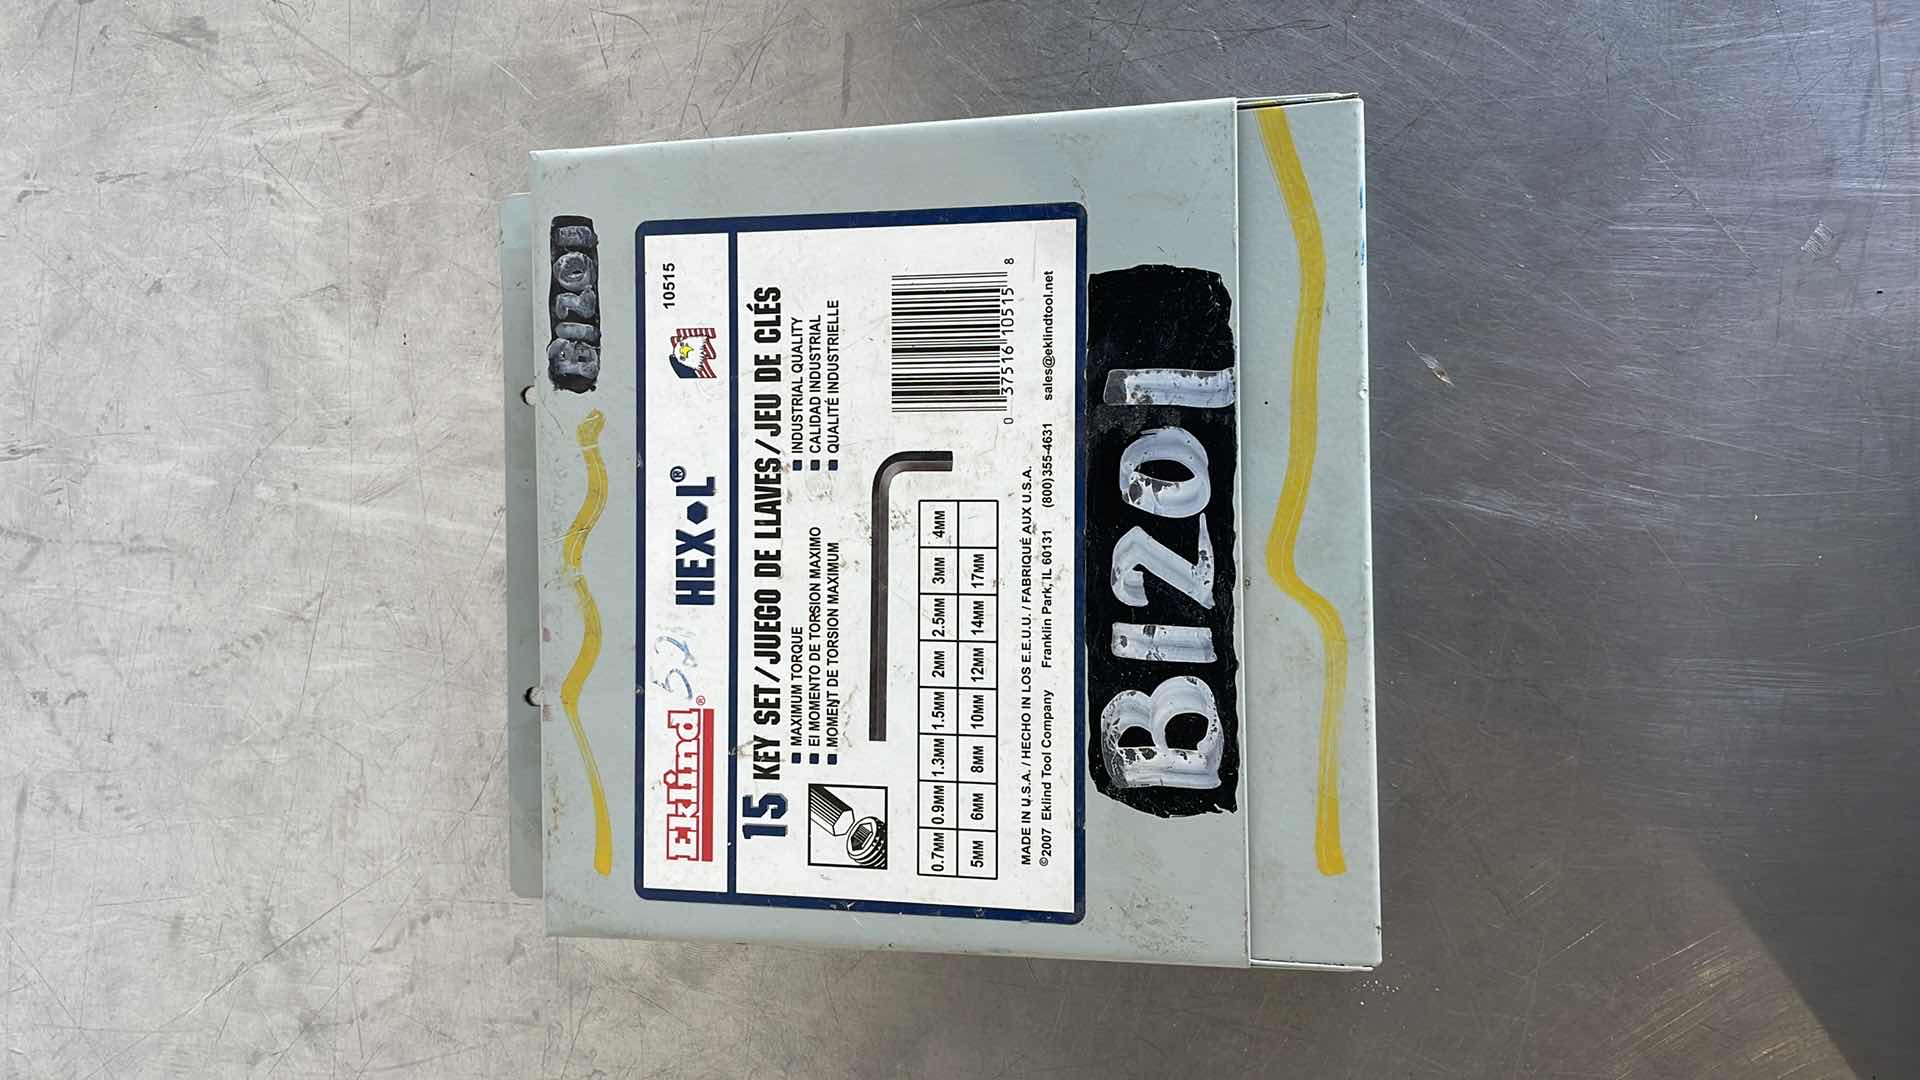 BIZOI
Eklind® 52 HEX•L® 10515
15 KEY SET/JUEGO DE LLAVES/JEU DE CLÉS
■ MAXIMUM TORQUE
■ El MOMENTO DE TORSION MAXIMO
■ MOMENT DE TORSION MAXIMUM
■ INDUSTRIAL QUALITY
■ CALIDAD INDUSTRIAL
■ QUALITÉ INDUSTRIELLE
0.7MM 0.9MM 1.3MM 1.5MM 2MM 2.5MM 3MM 4MM
5MM 6MM 8MM 10MM 12MM 14MM 17MM
0 37516 10515 8
MADE IN U.S.A. / HECHO IN LOS E.E.U.U. / FABRIQUÉ AUX U.S.A.
©2007 Eklind Tool Company Franklin Park, IL 60131 (800)355-4631 sales@eklindtool.net
BIZOI